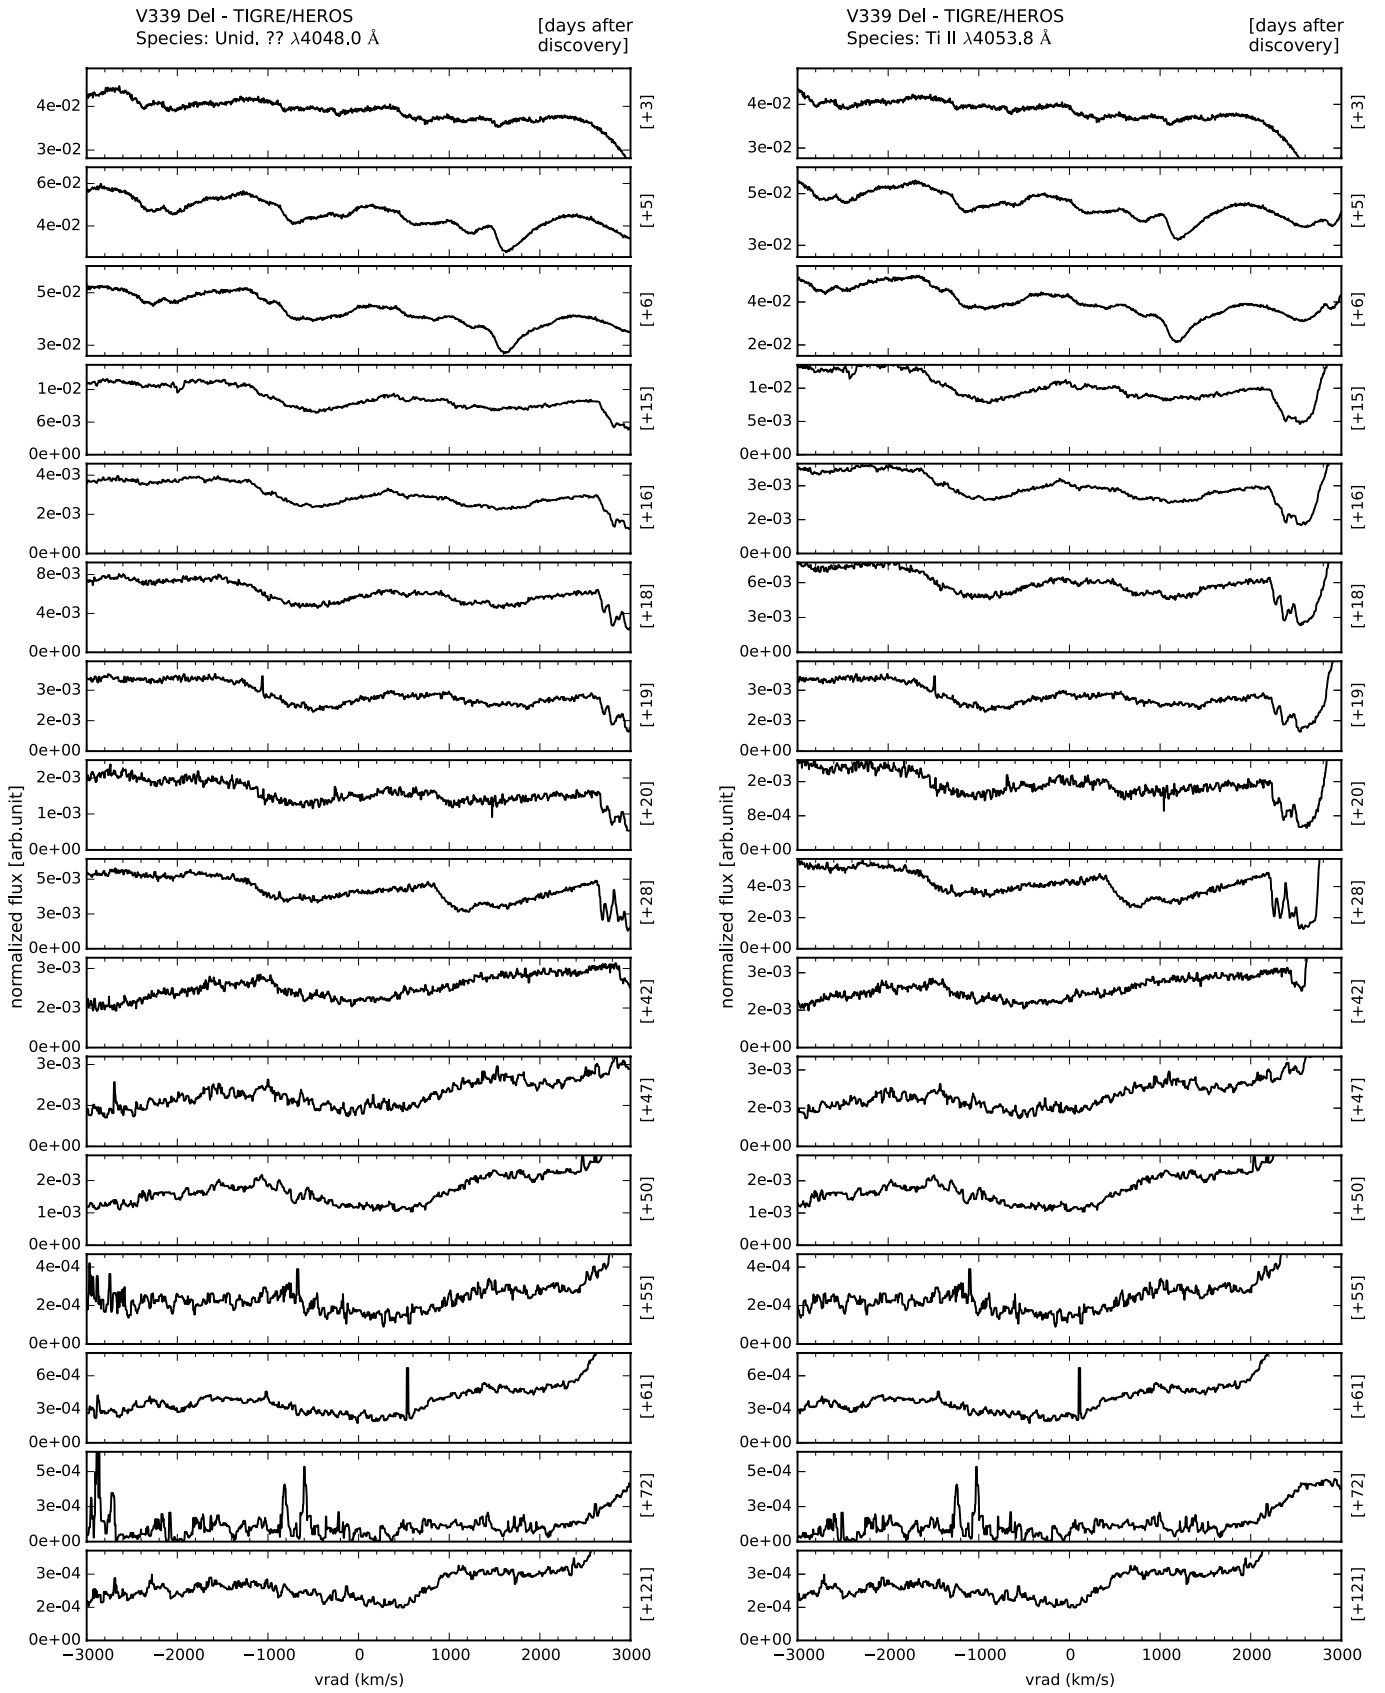 V339 Del - TIGRE/HEROS
Species: Unid. ?? λ4048.0 Å
[days after
discovery]
4e-02
3e-02
[+3]
6e-02
4e-02
[+5]
5e-02
3e-02
[+6]
1e-02
6e-03
0e+00
[+15]
4e-03
2e-03
0e+00
[+16]
8e-03
4e-03
0e+00
[+18]
3e-03
2e-03
0e+00
[+19]
2e-03
1e-03
0e+00
[+20]
5e-03
3e-03
0e+00
[+28]
3e-03
2e-03
0e+00
[+42]
3e-03
2e-03
0e+00
[+47]
2e-03
1e-03
0e+00
[+50]
4e-04
2e-04
0e+00
[+55]
6e-04
3e-04
0e+00
[+61]
5e-04
3e-04
0e+00
[+72]
3e-04
2e-04
0e+00
[+121]
normalized flux [arb.unit]
−3000 −2000 −1000 0 1000 2000 3000
vrad (km/s)
V339 Del - TIGRE/HEROS
Species: Ti II λ4053.8 Å
[days after
discovery]
4e-02
3e-02
[+3]
5e-02
3e-02
[+5]
4e-02
2e-02
[+6]
1e-02
5e-03
0e+00
[+15]
3e-03
2e-03
0e+00
[+16]
6e-03
3e-03
0e+00
[+18]
3e-03
2e-03
0e+00
[+19]
2e-03
8e-04
0e+00
[+20]
4e-03
2e-03
0e+00
[+28]
3e-03
2e-03
0e+00
[+42]
3e-03
2e-03
0e+00
[+47]
2e-03
1e-03
0e+00
[+50]
4e-04
2e-04
0e+00
[+55]
6e-04
3e-04
0e+00
[+61]
5e-04
3e-04
0e+00
[+72]
3e-04
2e-04
0e+00
[+121]
normalized flux [arb.unit]
−3000 −2000 −1000 0 1000 2000 3000
vrad (km/s)